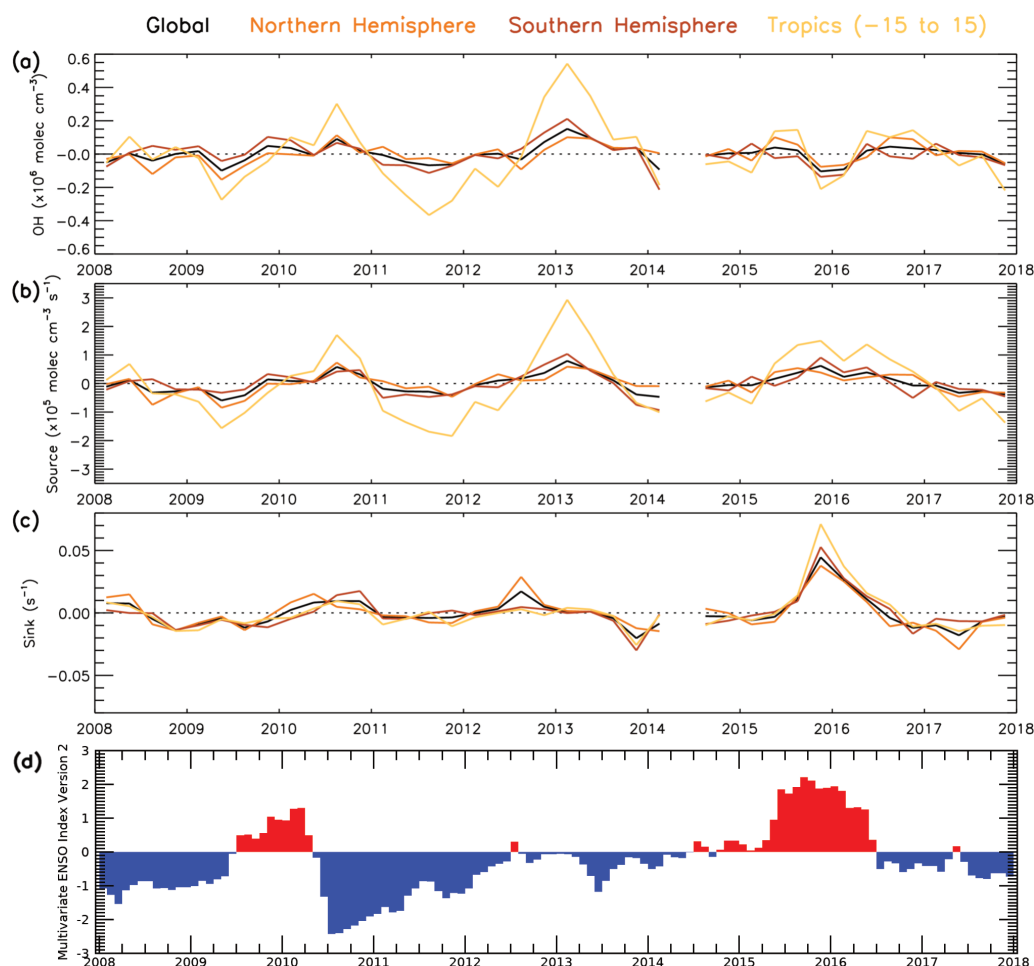 Global Northern Hemisphere Southern Hemisphere Tropics (−15 to 15)
(a)
OH (x10⁶ molec cm⁻³)
0.6
0.4
0.2
−0.0
−0.2
−0.4
−0.6
2008 2009 2010 2011 2012 2013 2014 2015 2016 2017 2018
(b)
Source (x10⁵ molec cm⁻³ s⁻¹)
3
2
1
0
−1
−2
−3
2008 2009 2010 2011 2012 2013 2014 2015 2016 2017 2018
(c)
Sink (s⁻¹)
0.05
0.00
−0.05
2008 2009 2010 2011 2012 2013 2014 2015 2016 2017 2018
(d)
Multivariate ENSO Index Version 2
3
2
1
0
-1
-2
-3
2008 2009 2010 2011 2012 2013 2014 2015 2016 2017 2018